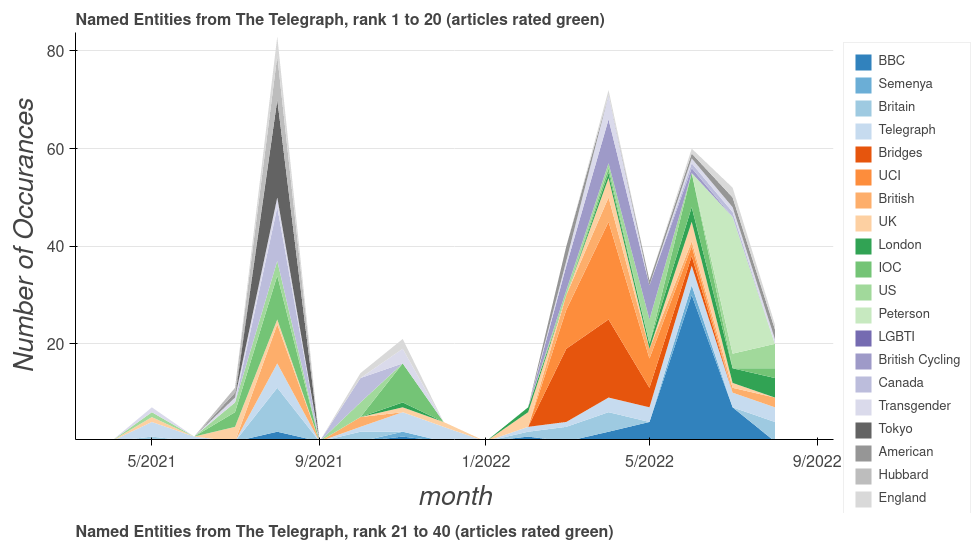 Named Entities from The Telegraph, rank 1 to 20 (articles rated green)
Number of Occurances
80
60
40
20
5/2021
9/2021
1/2022
5/2022
9/2022
month
BBC
Semenya
Britain
Telegraph
Bridges
UCI
British
UK
London
IOC
US
Peterson
LGBTI
British Cycling
Canada
Transgender
Tokyo
American
Hubbard
England
Named Entities from The Telegraph, rank 21 to 40 (articles rated green)